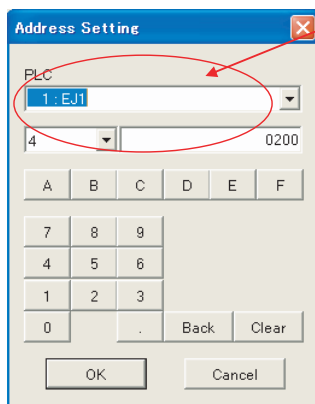 Address Setting
PLC
1 : EJ1
4 0200
A B C D E F
7 8 9
4 5 6
1 2 3
0 . Back Clear
OK Cancel